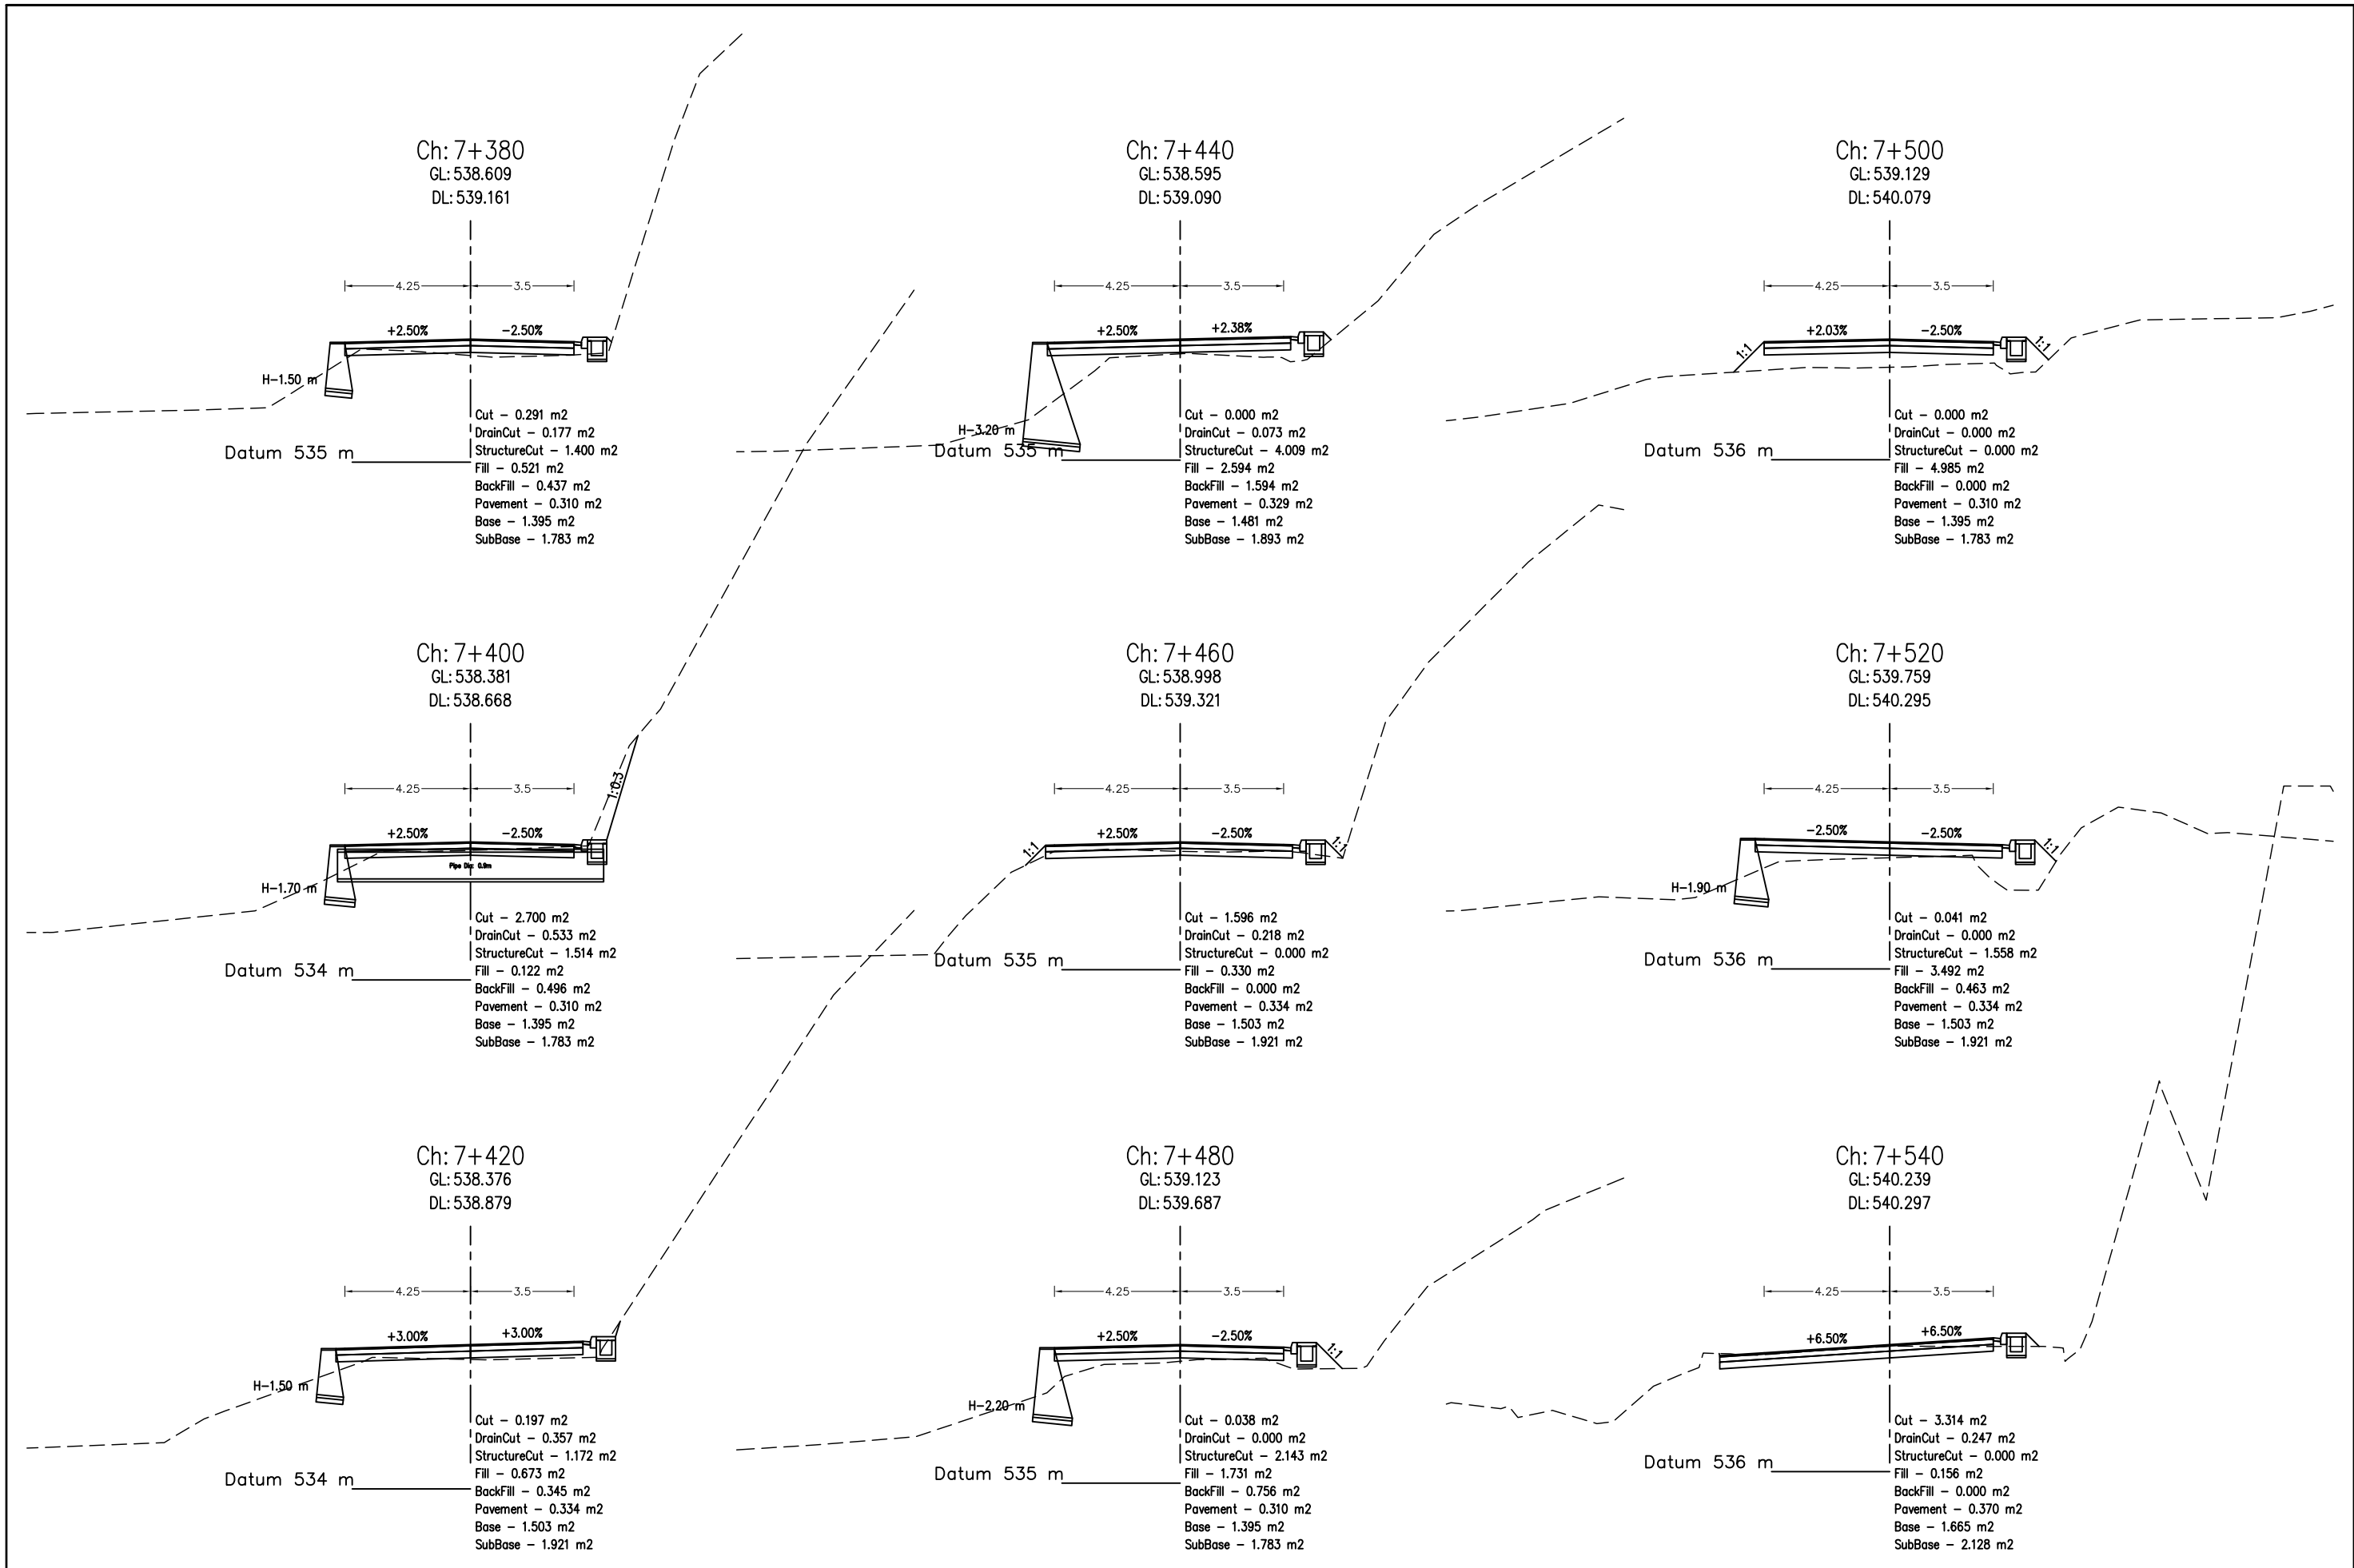 Ch: 7+380
GL: 538.609
DL: 539.161
4.25
3.5
+2.50%
-2.50%
H-1.50 m
Datum 535 m
Cut - 0.291 m2
DrainCut - 0.177 m2
StructureCut - 1.400 m2
Fill - 0.521 m2
BackFill - 0.437 m2
Pavement - 0.310 m2
Base - 1.395 m2
SubBase - 1.783 m2
Ch: 7+440
GL: 538.595
DL: 539.090
4.25
3.5
+2.50%
+2.38%
H-3.20 m
Datum 535 m
Cut - 0.000 m2
DrainCut - 0.073 m2
StructureCut - 4.009 m2
Fill - 2.594 m2
BackFill - 1.594 m2
Pavement - 0.329 m2
Base - 1.481 m2
SubBase - 1.893 m2
Ch: 7+500
GL: 539.129
DL: 540.079
4.25
3.5
+2.03%
-2.50%
1:1
1:1
Datum 536 m
Cut - 0.000 m2
DrainCut - 0.000 m2
StructureCut - 0.000 m2
Fill - 4.985 m2
BackFill - 0.000 m2
Pavement - 0.310 m2
Base - 1.395 m2
SubBase - 1.783 m2
Ch: 7+400
GL: 538.381
DL: 538.668
4.25
3.5
1:0.3
+2.50%
-2.50%
Pipe Dia: 0.9m
H-1.70 m
Datum 534 m
Cut - 2.700 m2
DrainCut - 0.533 m2
StructureCut - 1.514 m2
Fill - 0.122 m2
BackFill - 0.496 m2
Pavement - 0.310 m2
Base - 1.395 m2
SubBase - 1.783 m2
Ch: 7+460
GL: 538.998
DL: 539.321
4.25
3.5
+2.50%
-2.50%
1:1
1:1
Datum 535 m
Cut - 1.596 m2
DrainCut - 0.218 m2
StructureCut - 0.000 m2
Fill - 0.330 m2
BackFill - 0.000 m2
Pavement - 0.334 m2
Base - 1.503 m2
SubBase - 1.921 m2
Ch: 7+520
GL: 539.759
DL: 540.295
4.25
3.5
-2.50%
-2.50%
1:1
H-1.90 m
Datum 536 m
Cut - 0.041 m2
DrainCut - 0.000 m2
StructureCut - 1.558 m2
Fill - 3.492 m2
BackFill - 0.463 m2
Pavement - 0.334 m2
Base - 1.503 m2
SubBase - 1.921 m2
Ch: 7+420
GL: 538.376
DL: 538.879
4.25
3.5
+3.00%
+3.00%
H-1.50 m
Datum 534 m
Cut - 0.197 m2
DrainCut - 0.357 m2
StructureCut - 1.172 m2
Fill - 0.673 m2
BackFill - 0.345 m2
Pavement - 0.334 m2
Base - 1.503 m2
SubBase - 1.921 m2
Ch: 7+480
GL: 539.123
DL: 539.687
4.25
3.5
+2.50%
-2.50%
1:1
H-2.20 m
Datum 535 m
Cut - 0.038 m2
DrainCut - 0.000 m2
StructureCut - 2.143 m2
Fill - 1.731 m2
BackFill - 0.756 m2
Pavement - 0.310 m2
Base - 1.395 m2
SubBase - 1.783 m2
Ch: 7+540
GL: 540.239
DL: 540.297
4.25
3.5
+6.50%
+6.50%
Datum 536 m
Cut - 3.314 m2
DrainCut - 0.247 m2
StructureCut - 0.000 m2
Fill - 0.156 m2
BackFill - 0.000 m2
Pavement - 0.370 m2
Base - 1.665 m2
SubBase - 2.128 m2